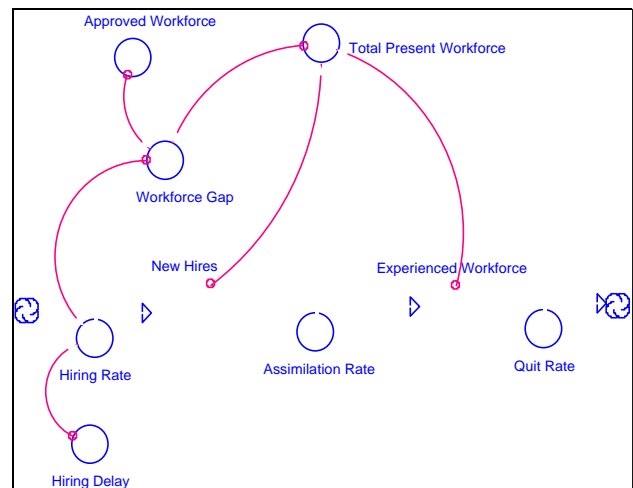 Approved Workforce
Total Present Workforce
Workforce Gap
New Hires
Experienced Workforce
Hiring Rate
Assimilation Rate
Quit Rate
Hiring Delay